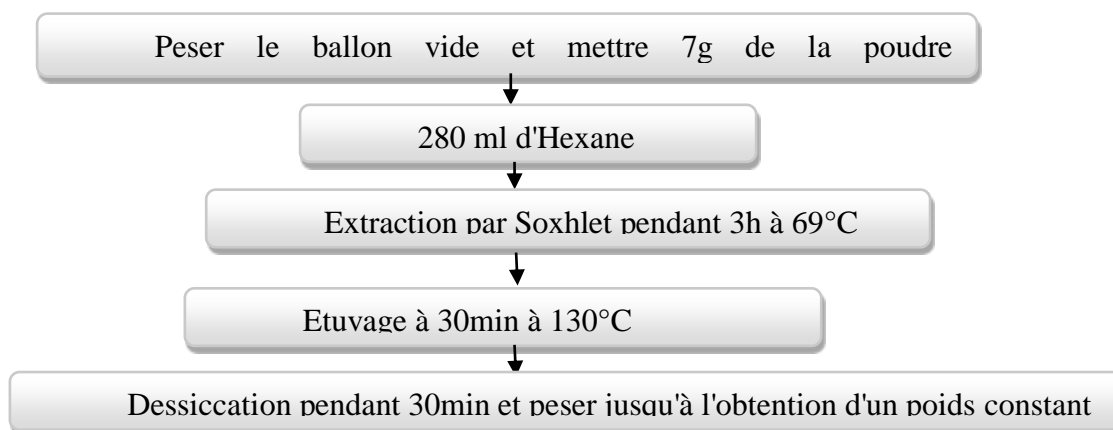 Peser le ballon vide et mettre 7g de la poudre
280 ml d'Hexane
Extraction par Soxhlet pendant 3h à 69°C
Etuvage à 30min à 130°C
Dessiccation pendant 30min et peser jusqu'à l'obtention d'un poids constant